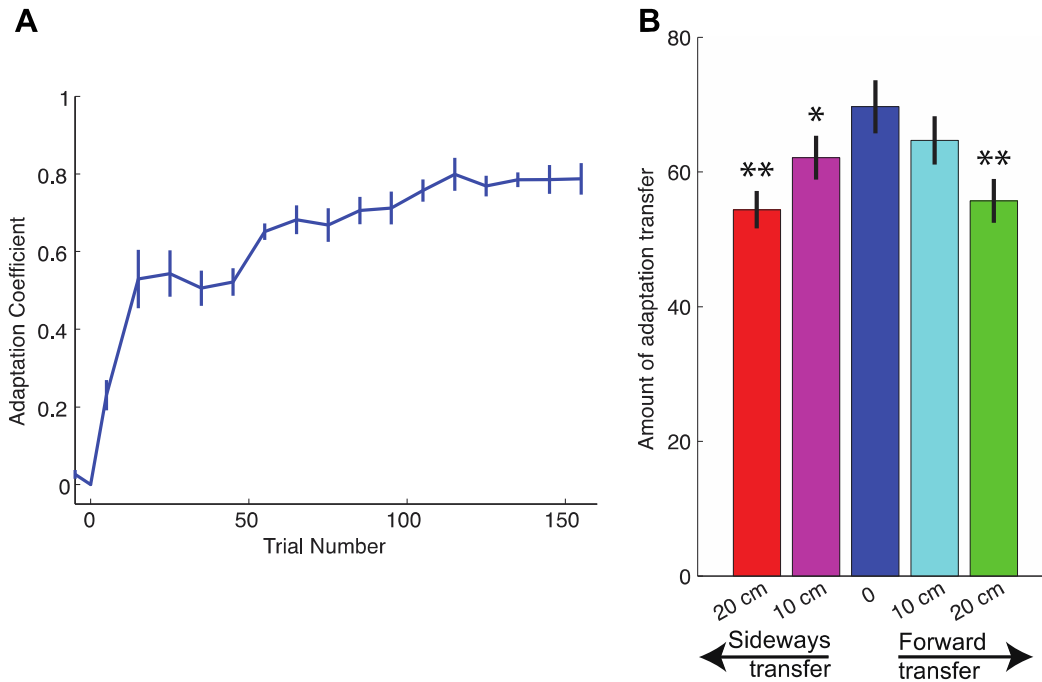 A
Adaptation Coefficient
1
0.8
0.6
0.4
0.2
0
0
50
100
150
Trial Number
B
Amount of adaptation transfer
80
60
40
20
0
**
*
**
20 cm
10 cm
0
10 cm
20 cm
Sideways
transfer
Forward
transfer